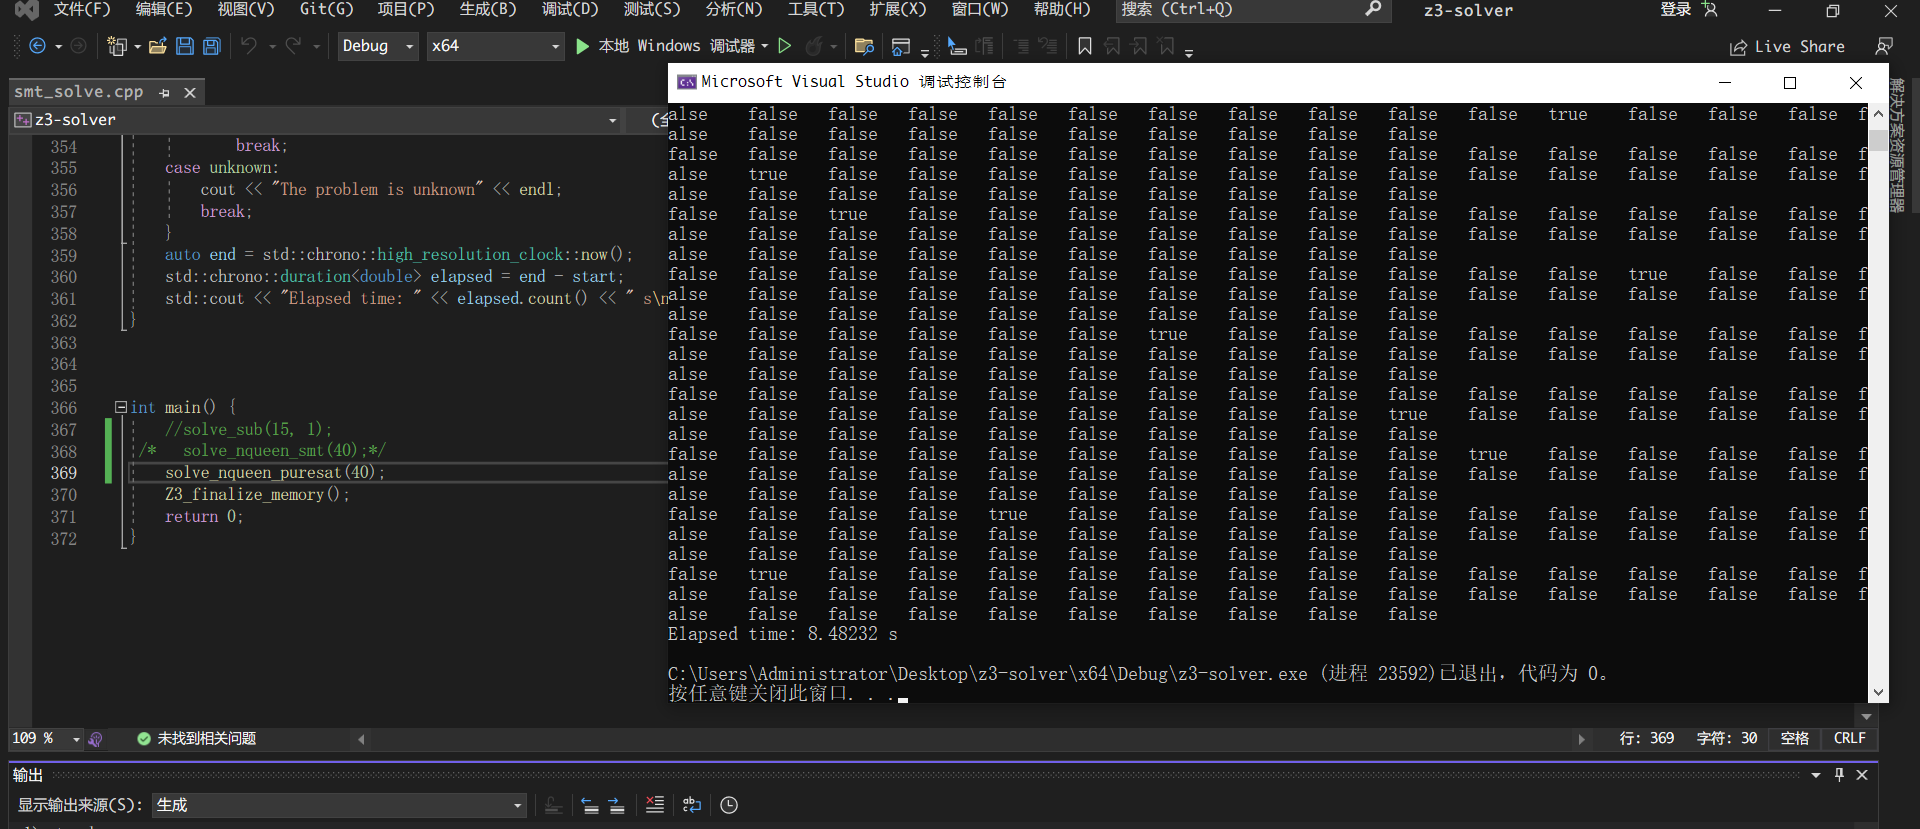 文件(F) 编辑(E) 视图(V) Git(G) 项目(P) 生成(B) 调试(D) 测试(S) 分析(N) 工具(T) 扩展(X) 窗口(W) 帮助(H) 搜索 (Ctrl+Q) z3-solver 登录
Debug x64 本地 Windows 调试器 Live Share
smt_solve.cpp
z3-solver
354 break;
355 case unknown:
356 cout << "The problem is unknown" << endl;
357 break;
358 }
359 auto end = std::chrono::high_resolution_clock::now();
360 std::chrono::duration<double> elapsed = end - start;
361 std::cout << "Elapsed time: " << elapsed.count() << " s\n
362 }
363
364
365
366 int main() {
367 //solve_sub(15, 1);
368 /* solve_nqueen_smt(40);*/
369 solve_nqueen_puresat(40);
370 Z3_finalize_memory();
371 return 0;
372 }
Microsoft Visual Studio 调试控制台
alse false false false false false false false false false false true false false false f
alse false false false false false false false false false
false false false false false false false false false false false false false false false f
alse true false false false false false false false false false false false false false f
alse false false false false false false false false false
false false true false false false false false false false false false false false false f
alse false false false false false false false false false false false false false false f
alse false false false false false false false false false
false false false false false false false false false false false false true false false f
alse false false false false false false false false false false false false false false f
alse false false false false false false false false false
false false false false false false true false false false false false false false false f
alse false false false false false false false false false false false false false false f
alse false false false false false false false false false
false false false false false false false false false false false false false false false f
alse false false false false false false false false true false false false false false f
alse false false false false false false false false false
false false false false false false false false false false true false false false false f
alse false false false false false false false false false false false false false false f
alse false false false false false false false false false
false false false false true false false false false false false false false false false f
alse false false false false false false false false false false false false false false f
alse false false false false false false false false false
false true false false false false false false false false false false false false false f
alse false false false false false false false false false false false false false false f
alse false false false false false false false false false
Elapsed time: 8.48232 s
C:\Users\Administrator\Desktop\z3-solver\x64\Debug\z3-solver.exe (进程 23592)已退出，代码为 0。
按任意键关闭此窗口. . .
解决方案资源管理器
109 % 未找到相关问题 行: 369 字符: 30 空格 CRLF
输出
显示输出来源(S): 生成